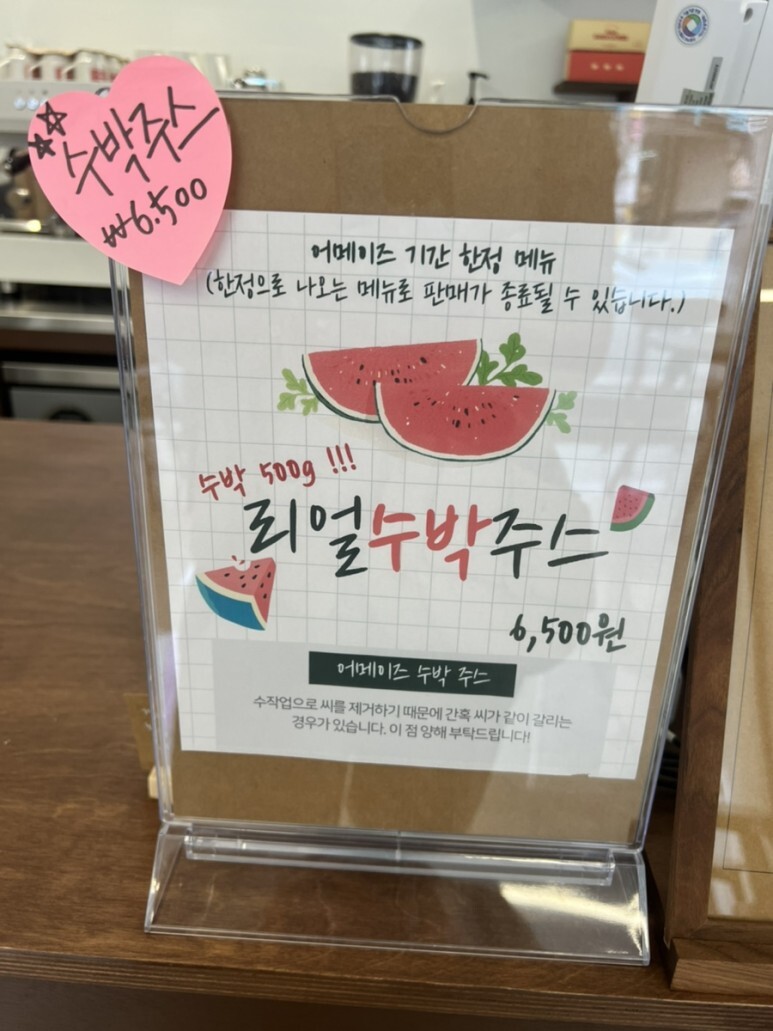 수박주스
₩6.500
어메이즈 기간 한정 메뉴
(한정으로 나오는 메뉴로 판매가 종료될 수 있습니다.)
수박 500g !!!
리얼수박주스
6,500원
어메이즈 수박 주스
수작업으로 씨를 제거하기 때문에 간혹 씨가 같이 갈리는
경우가 있습니다. 이 점 양해 부탁드립니다!